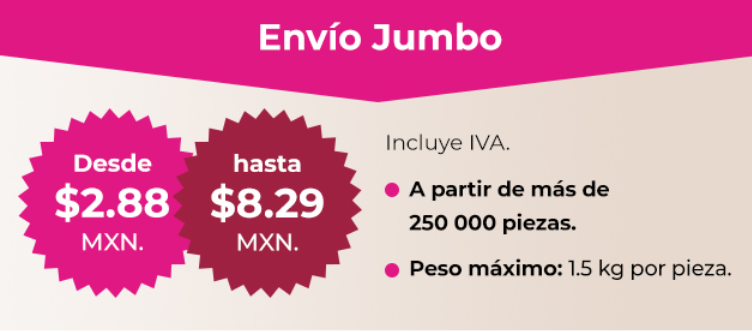 Envío Jumbo
Desde
$2.88
MXN.
hasta
$8.29
MXN.
Incluye IVA.
A partir de más de
250 000 piezas.
Peso máximo: 1.5 kg por pieza.